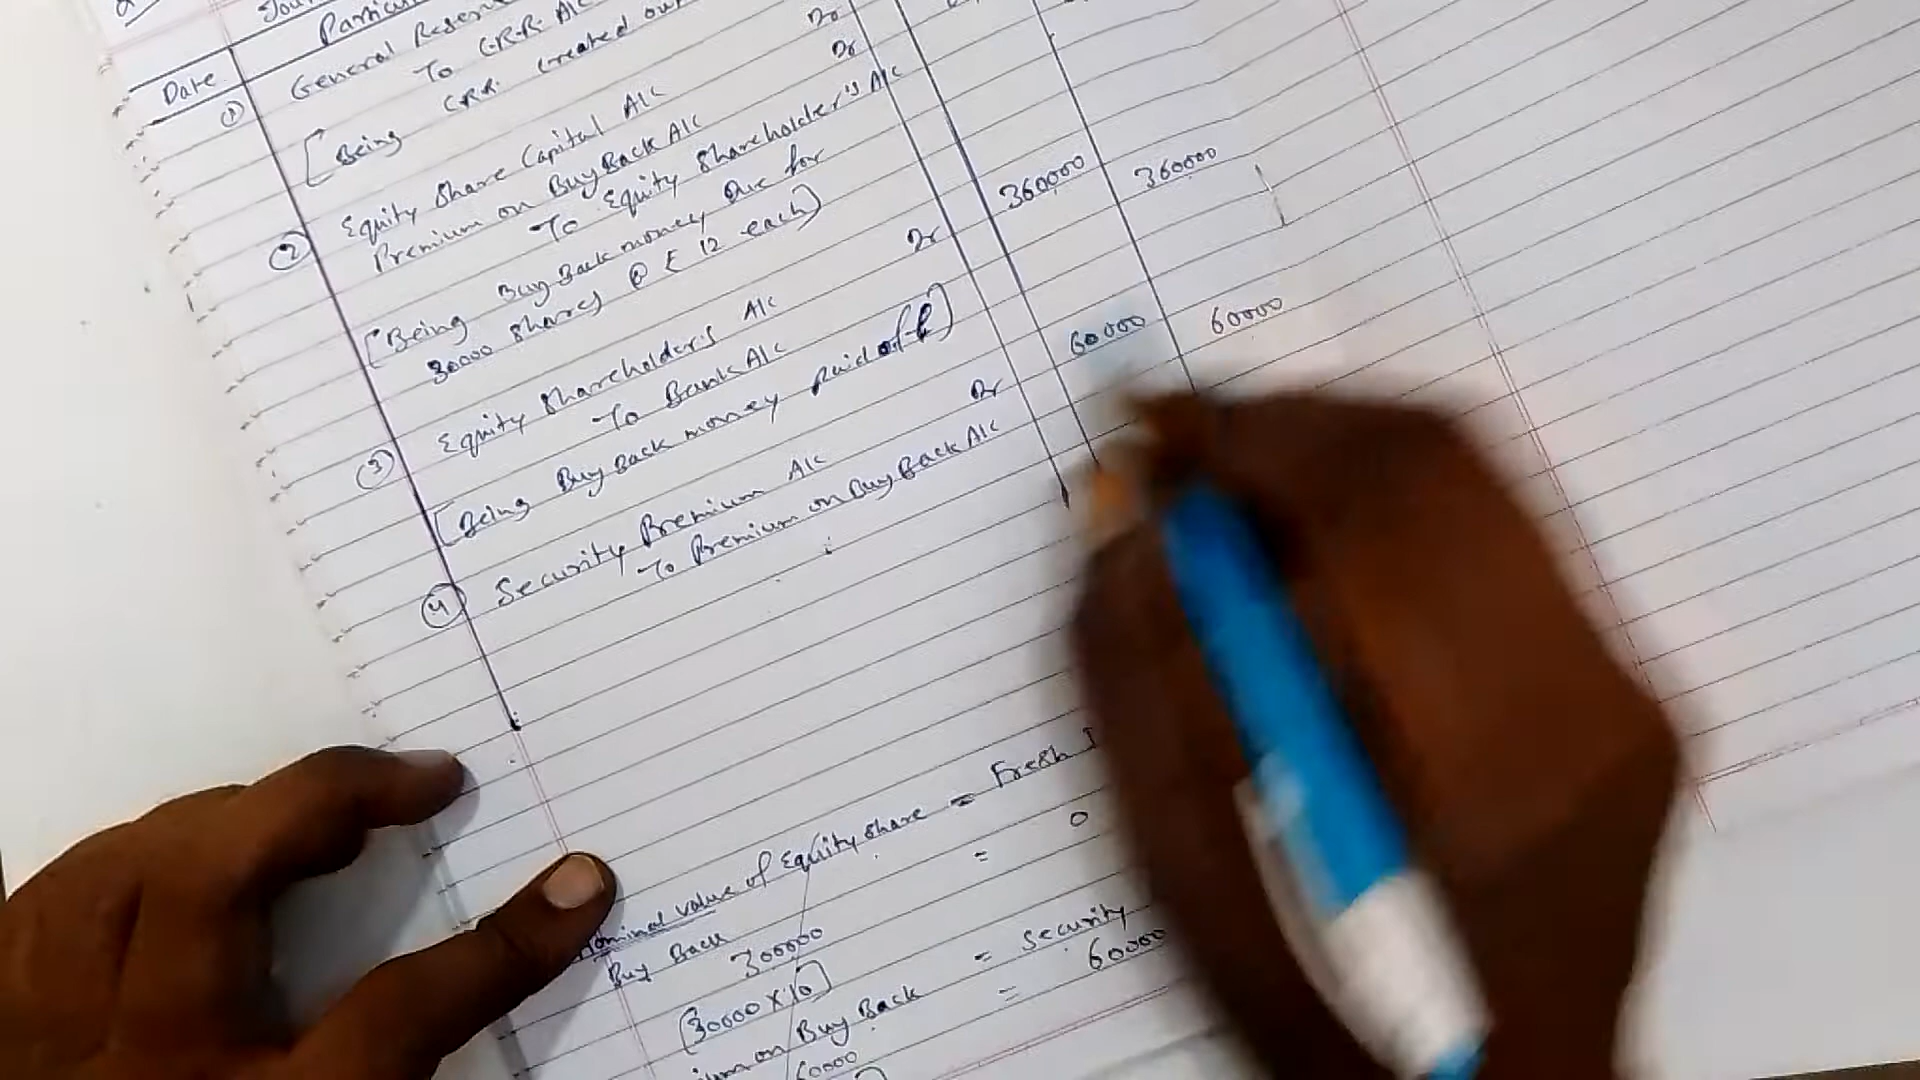 Date
① General Reserve
To C.R.R. A/c
[Being C.R.R. Created out
② Equity Share Capital A/c Dr
Premium on Buy Back A/c Dr
To Equity Shareholder's A/c
[Being Buy Back money due for
30000 shares @ ₹ 12 each)
③ Equity Shareholders A/c Dr 360000
To Bank A/c 360000
[Being Buy Back money paid off]
④ Security Premium A/c Dr 60000
To Premium on Buy Back A/c 60000
Nominal value of Equity share = Fresh
Buy Back = 0
300000
(30000 X 10] = Security
on Buy Back = 60000
60000